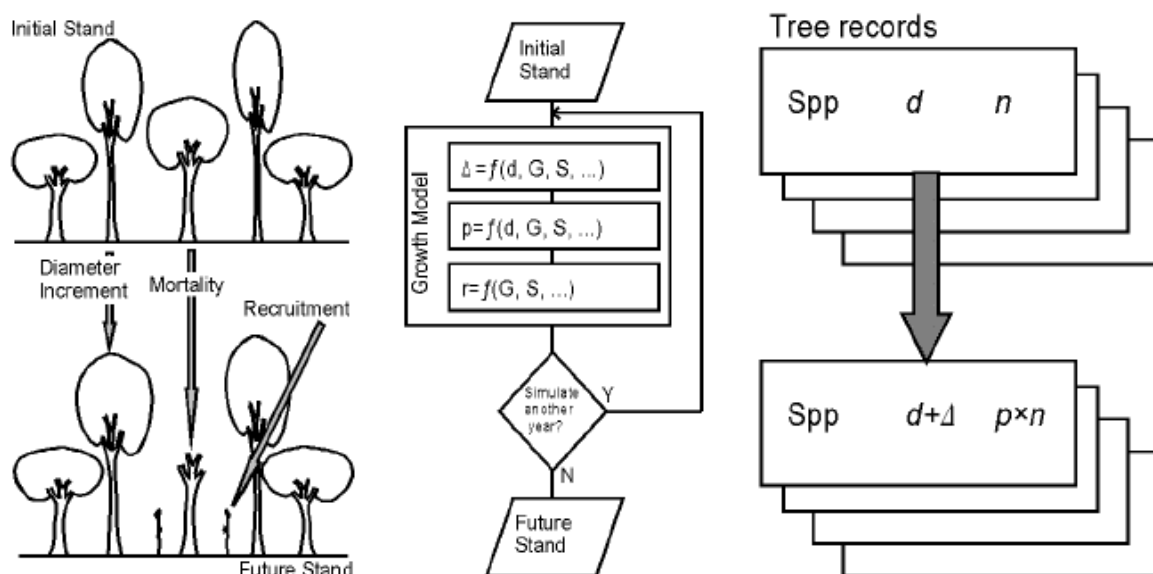 Initial Stand
Diameter
Increment
Mortality
Recruitment
Future Stand
Initial
Stand
Growth Model
Δ=f(d, G, S, ...)
p=f(d, G, S, ...)
r=f(G, S, ...)
Simulate
another
year?
Y
N
Future
Stand
Tree records
Spp d n
Spp d+Δ p×n